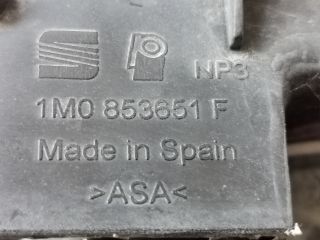 NP3
1M0 853651 F
Made in Spain
>ASA<